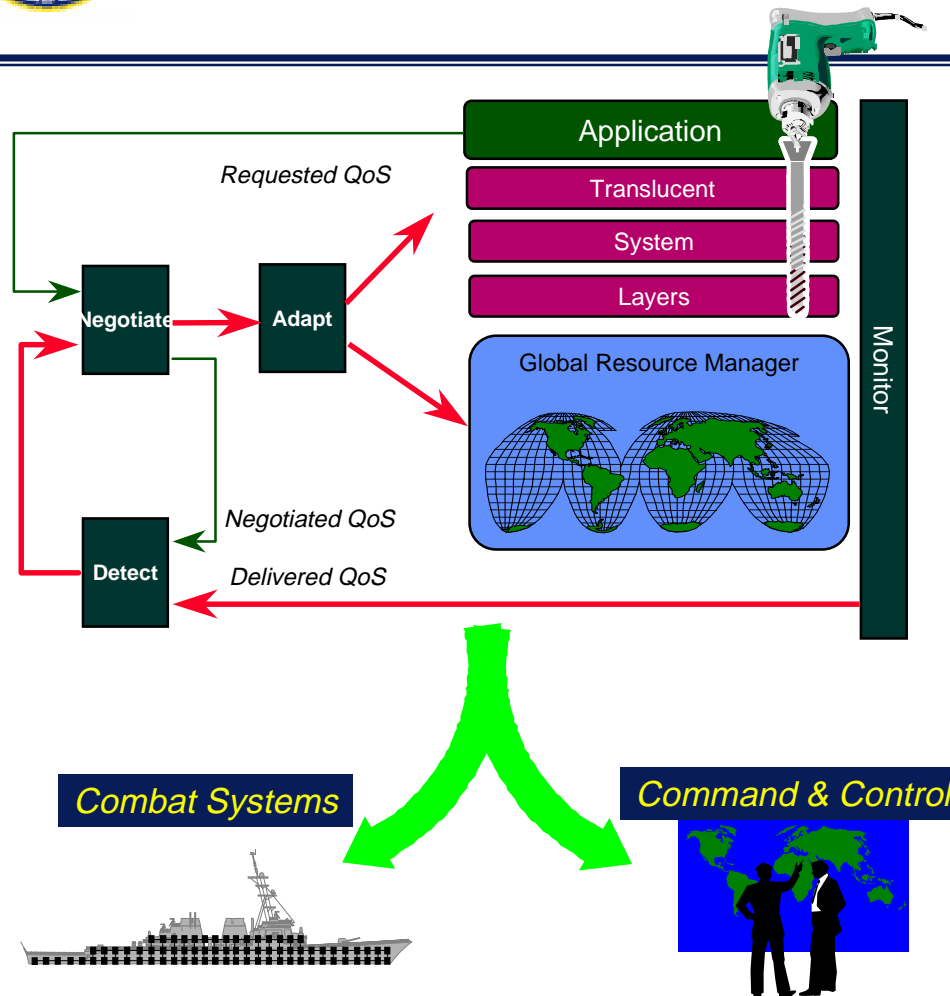 Application
Requested QoS
Translucent
System
Layers
Negotiate
Adapt
Monitor
Global Resource Manager
Negotiated QoS
Detect
Delivered QoS
Combat Systems
Command & Control